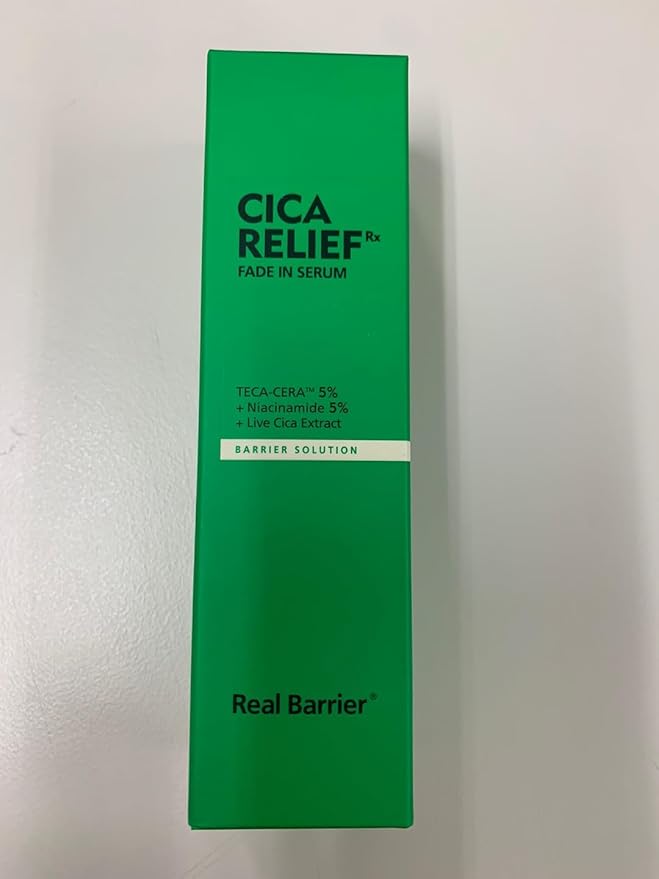 CICA
RELIEF Rx
FADE IN SERUM
TECA-CERA™ 5%
+ Niacinamide 5%
+ Live Cica Extract
BARRIER SOLUTION
Real Barrier®